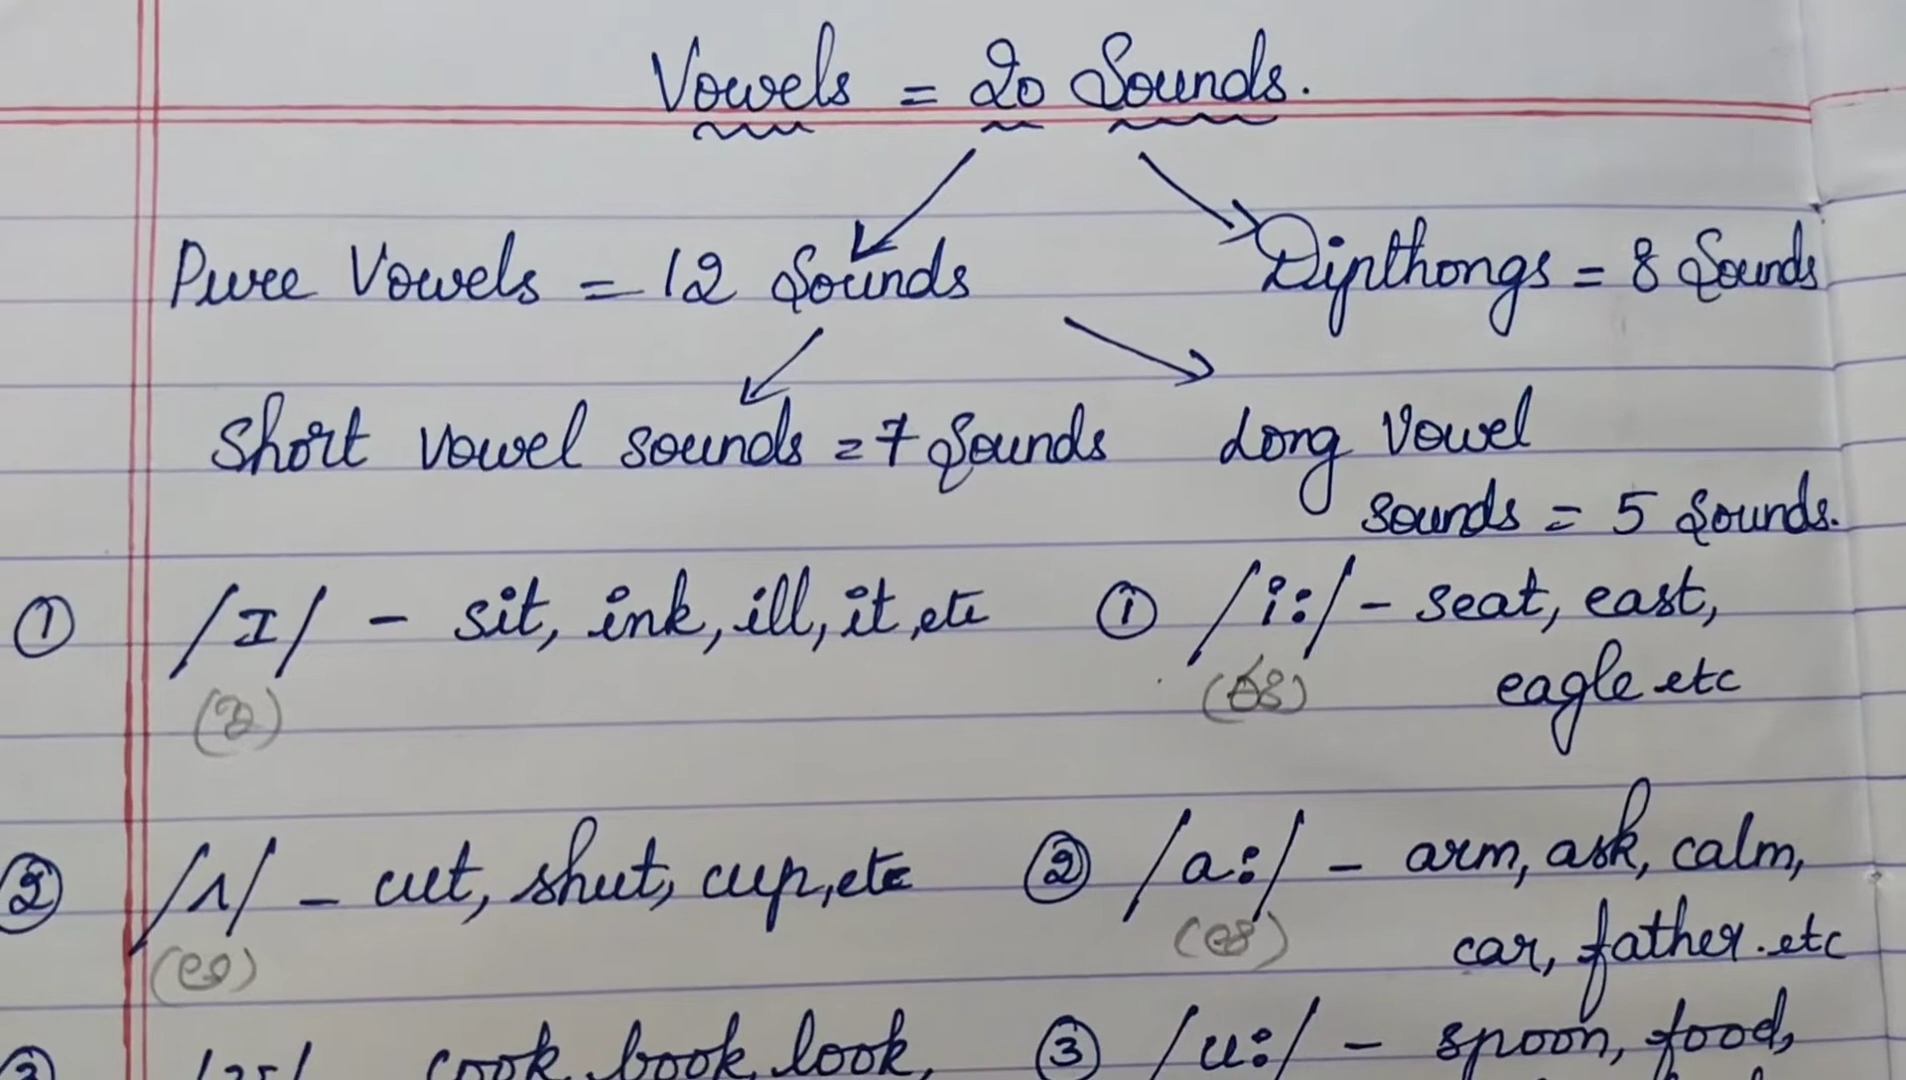 Vowels = 20 Sounds.
Pure Vowels = 12 Sounds
Dipthongs = 8 Sounds
Short vowel sounds = 7 Sounds
Long Vowel
sounds = 5 Sounds.
① /I/ - sit, ink, ill, it, etc
① /i:/ - seat, east,
eagle etc
② /ʌ/ - cut, shut, cup, etc
② /a:/ - arm, ask, calm,
car, father. etc
cook, book, look,
③ /u:/ - spoon, food,